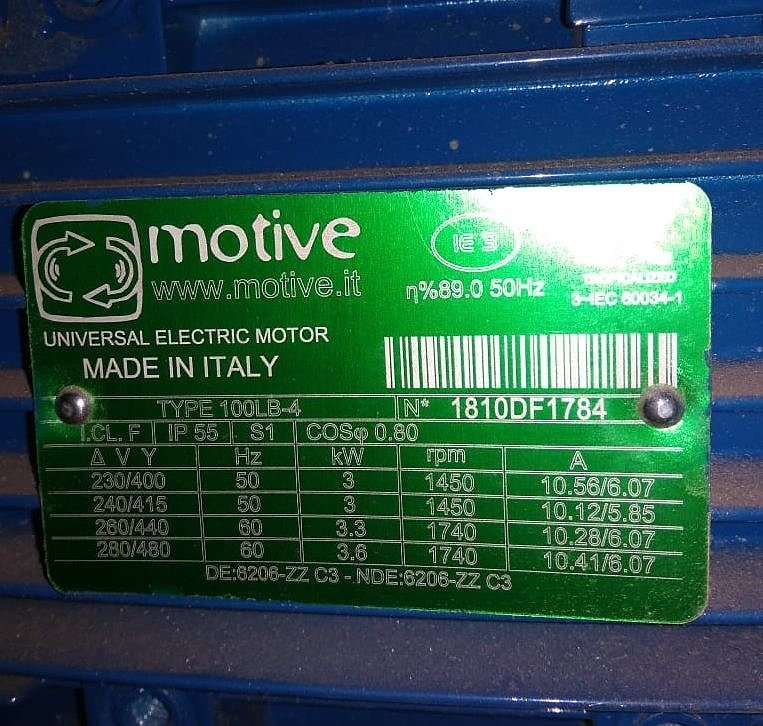 motive
www.motive.it
IE 3
η%89.0 50Hz
TROPICALIZED
3~IEC 60034-1
UNIVERSAL ELECTRIC MOTOR
MADE IN ITALY
TYPE 100LB-4 N° 1810DF1784
I.CL. F IP 55 S1 COSφ 0.80
Δ V Y Hz kW rpm A
230/400 50 3 1450 10.56/6.07
240/415 50 3 1450 10.12/5.85
260/440 60 3.3 1740 10.28/6.07
280/480 60 3.6 1740 10.41/6.07
DE:6206-ZZ C3 - NDE:6206-ZZ C3